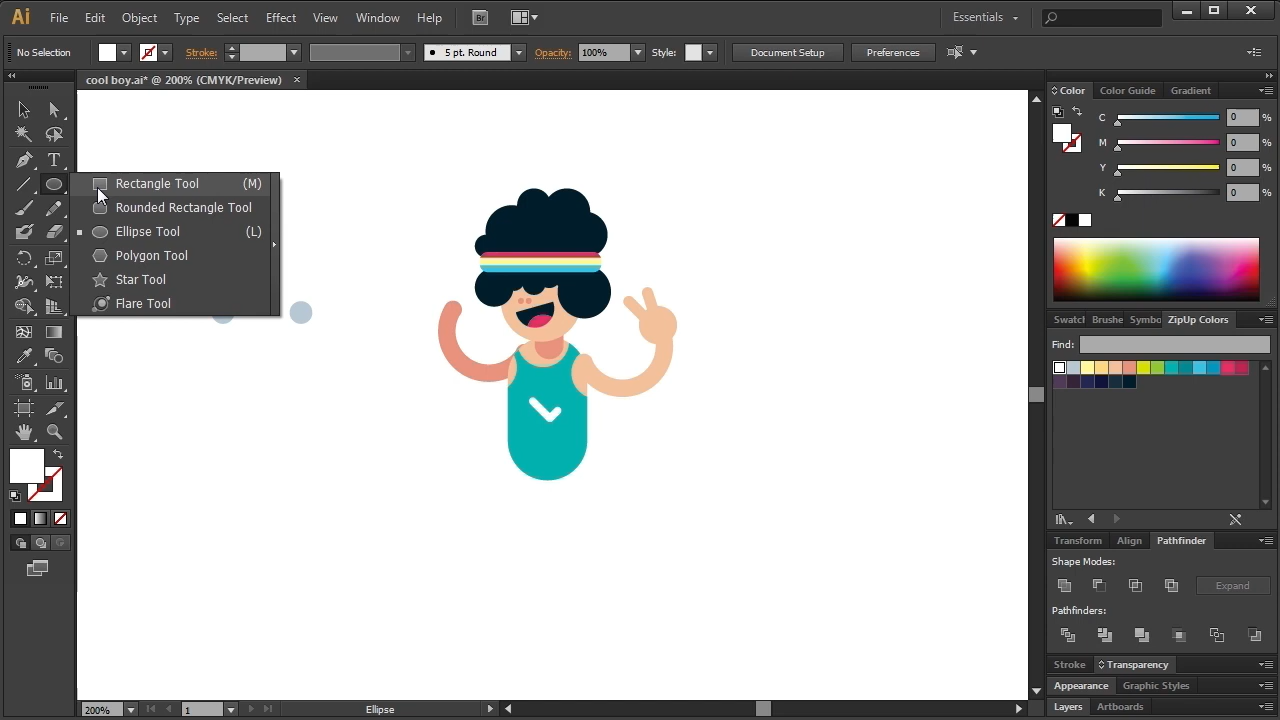 Ai File Edit Object Type Select Effect View Window Help Br Essentials
No Selection Stroke: 5 pt. Round Opacity: 100% Style: Document Setup Preferences
cool boy.ai* @ 200% (CMYK/Preview) ×
Color Color Guide Gradient
C 0 %
M 0 %
Y 0 %
K 0 %
T
Rectangle Tool (M)
Rounded Rectangle Tool
Ellipse Tool (L)
Polygon Tool
Star Tool
Flare Tool
Swatcl Brushe Symbo ZipUp Colors
Find:
Transform Align Pathfinder
Shape Modes:
Expand
Pathfinders:
Stroke Transparency
Appearance Graphic Styles
Layers Artboards
200% 1 Ellipse